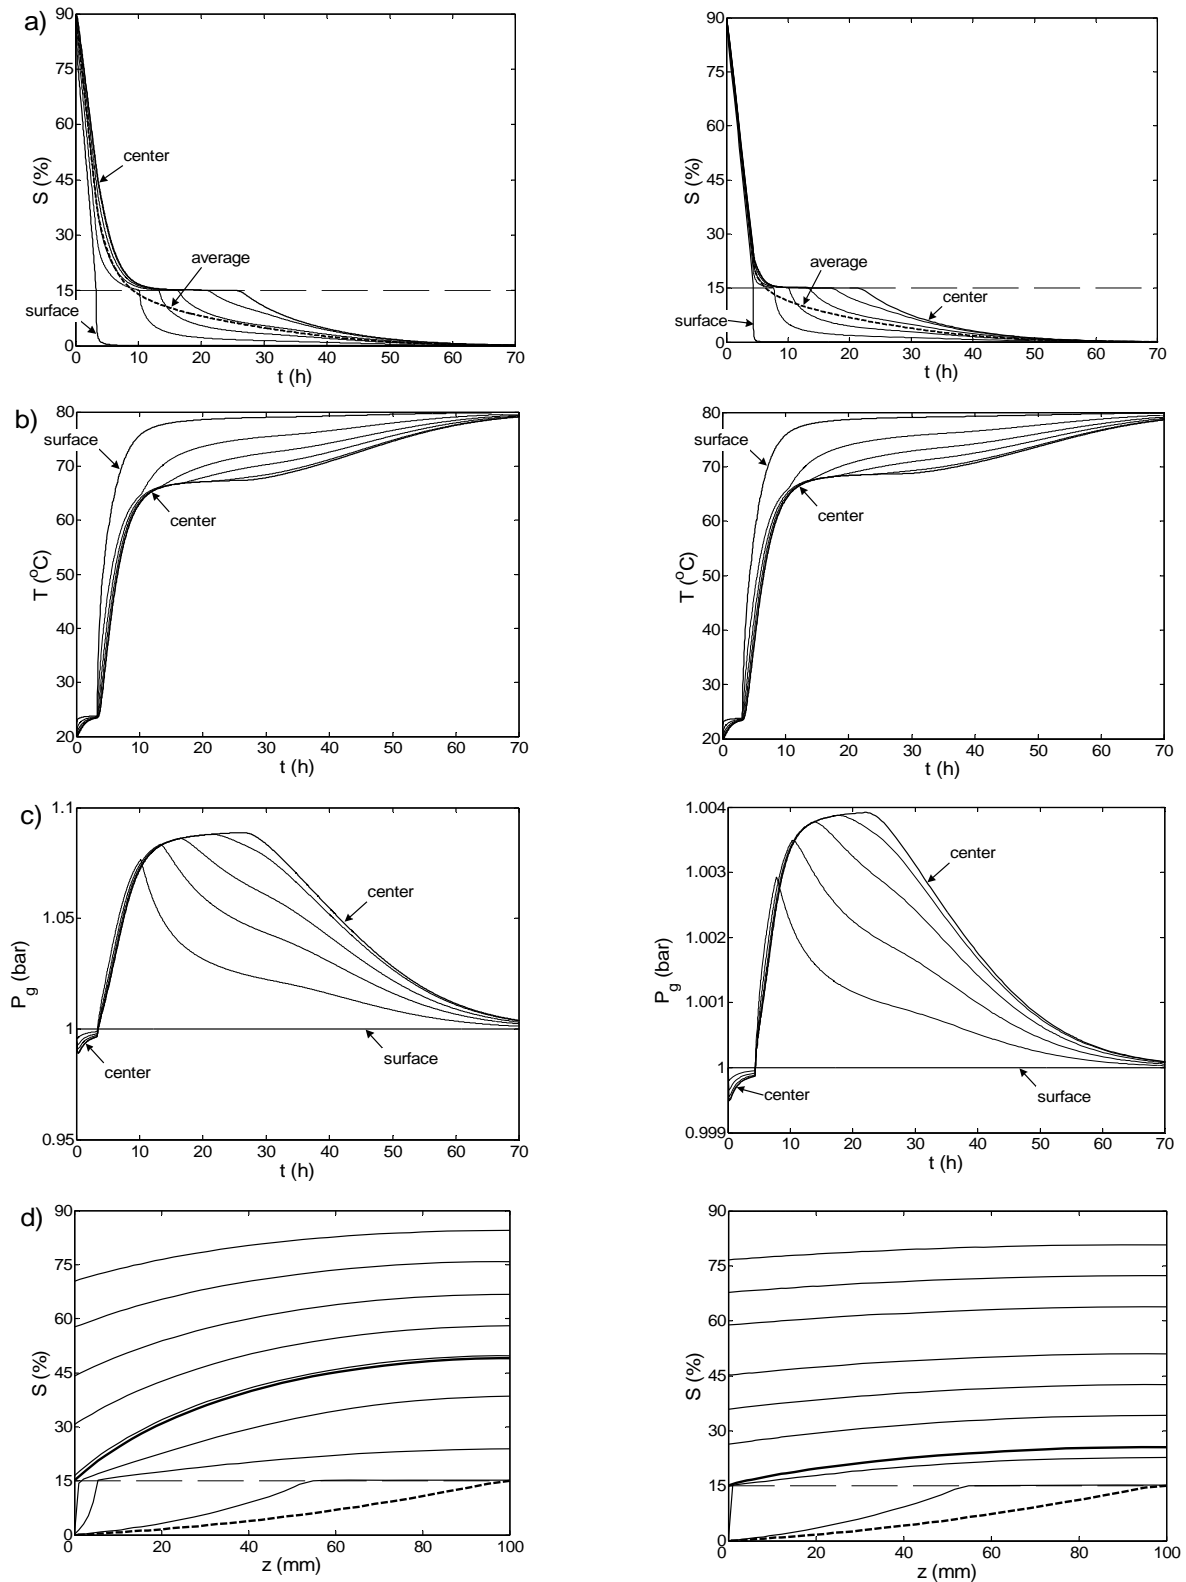 a)
90
75
60
45
30
15
0
S (%)
center
average
surface
0 10 20 30 40 50 60 70
t (h)
90
75
60
45
30
15
0
S (%)
average
center
surface
0 10 20 30 40 50 60 70
t (h)
b)
80
70
60
50
40
30
20
T (°C)
surface
center
0 10 20 30 40 50 60 70
t (h)
80
70
60
50
40
30
20
T (°C)
surface
center
0 10 20 30 40 50 60 70
t (h)
c)
1.1
1.05
1
0.95
Pg (bar)
center
center
surface
0 10 20 30 40 50 60 70
t (h)
1.004
1.003
1.002
1.001
1
0.999
Pg (bar)
center
center
surface
0 10 20 30 40 50 60 70
t (h)
d)
90
75
60
45
30
15
0
S (%)
0 20 40 60 80 100
z (mm)
90
75
60
45
30
15
0
S (%)
0 20 40 60 80 100
z (mm)